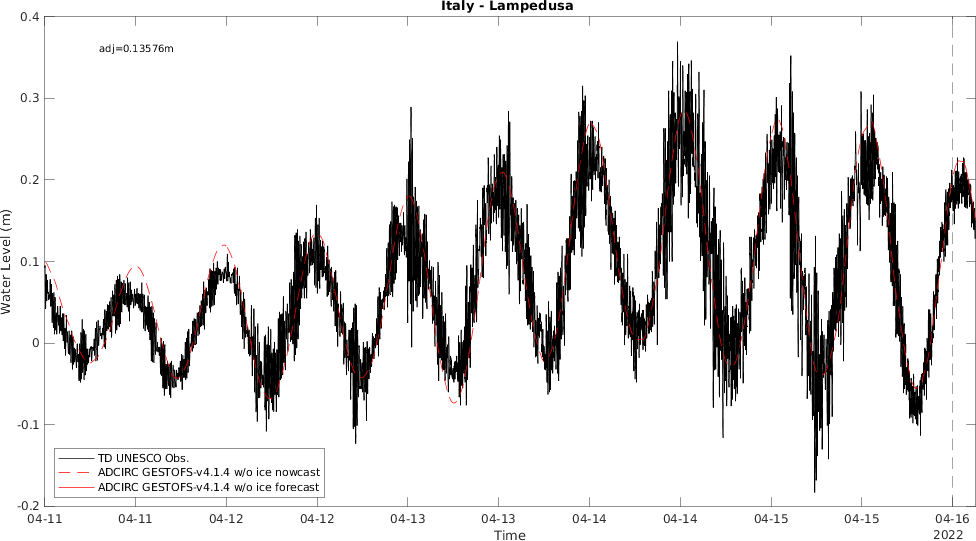 Italy - Lampedusa
0.4
adj=0.13576m
0.3
0.2
0.1
0
-0.1
-0.2
Water Level (m)
TD UNESCO Obs.
ADCIRC GESTOFS-v4.1.4 w/o ice nowcast
ADCIRC GESTOFS-v4.1.4 w/o ice forecast
04-11 04-11 04-12 04-12 04-13 04-13 04-14 04-14 04-15 04-15 04-16
Time 2022